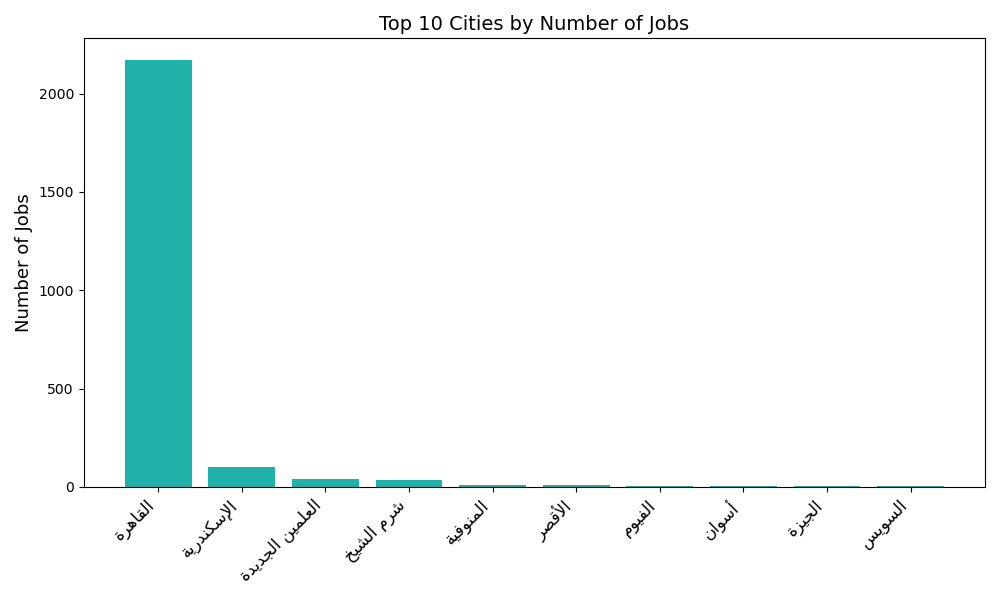 Top 10 Cities by Number of Jobs
Number of Jobs
2000
1500
1000
500
0
القاهرة
الإسكندرية
العلمين الجديدة
شرم الشيخ
المنوفية
الأقصر
الفيوم
أسوان
الجيزة
السويس